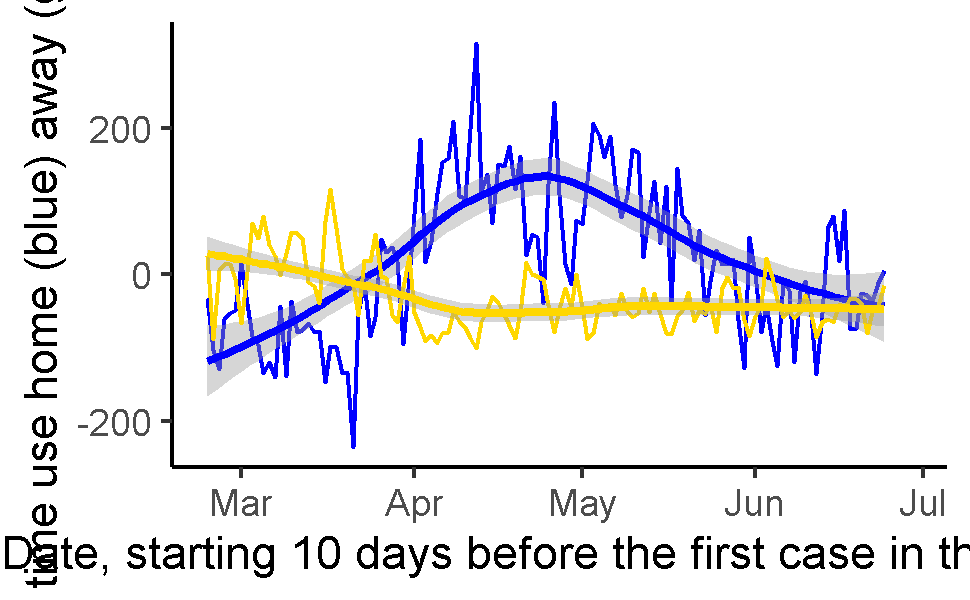 time use home (blue) away (
200
0
-200
Mar Apr May Jun Jul
Date, starting 10 days before the first case in th